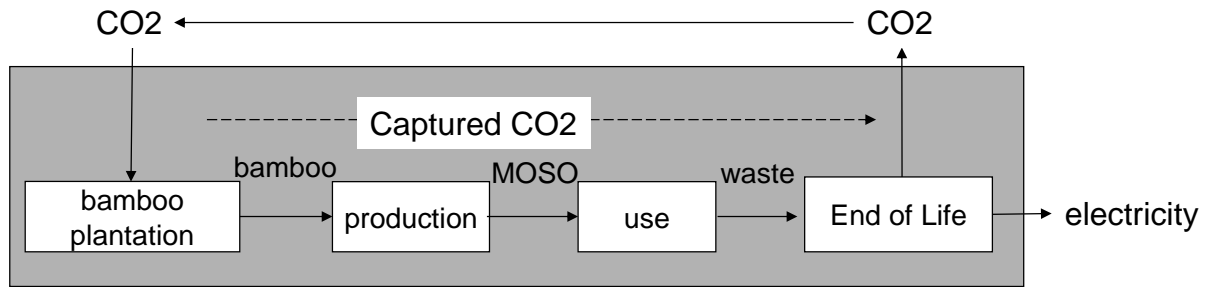 CO2
CO2
Captured CO2
bamboo
MOSO
waste
bamboo
plantation
production
use
End of Life
electricity